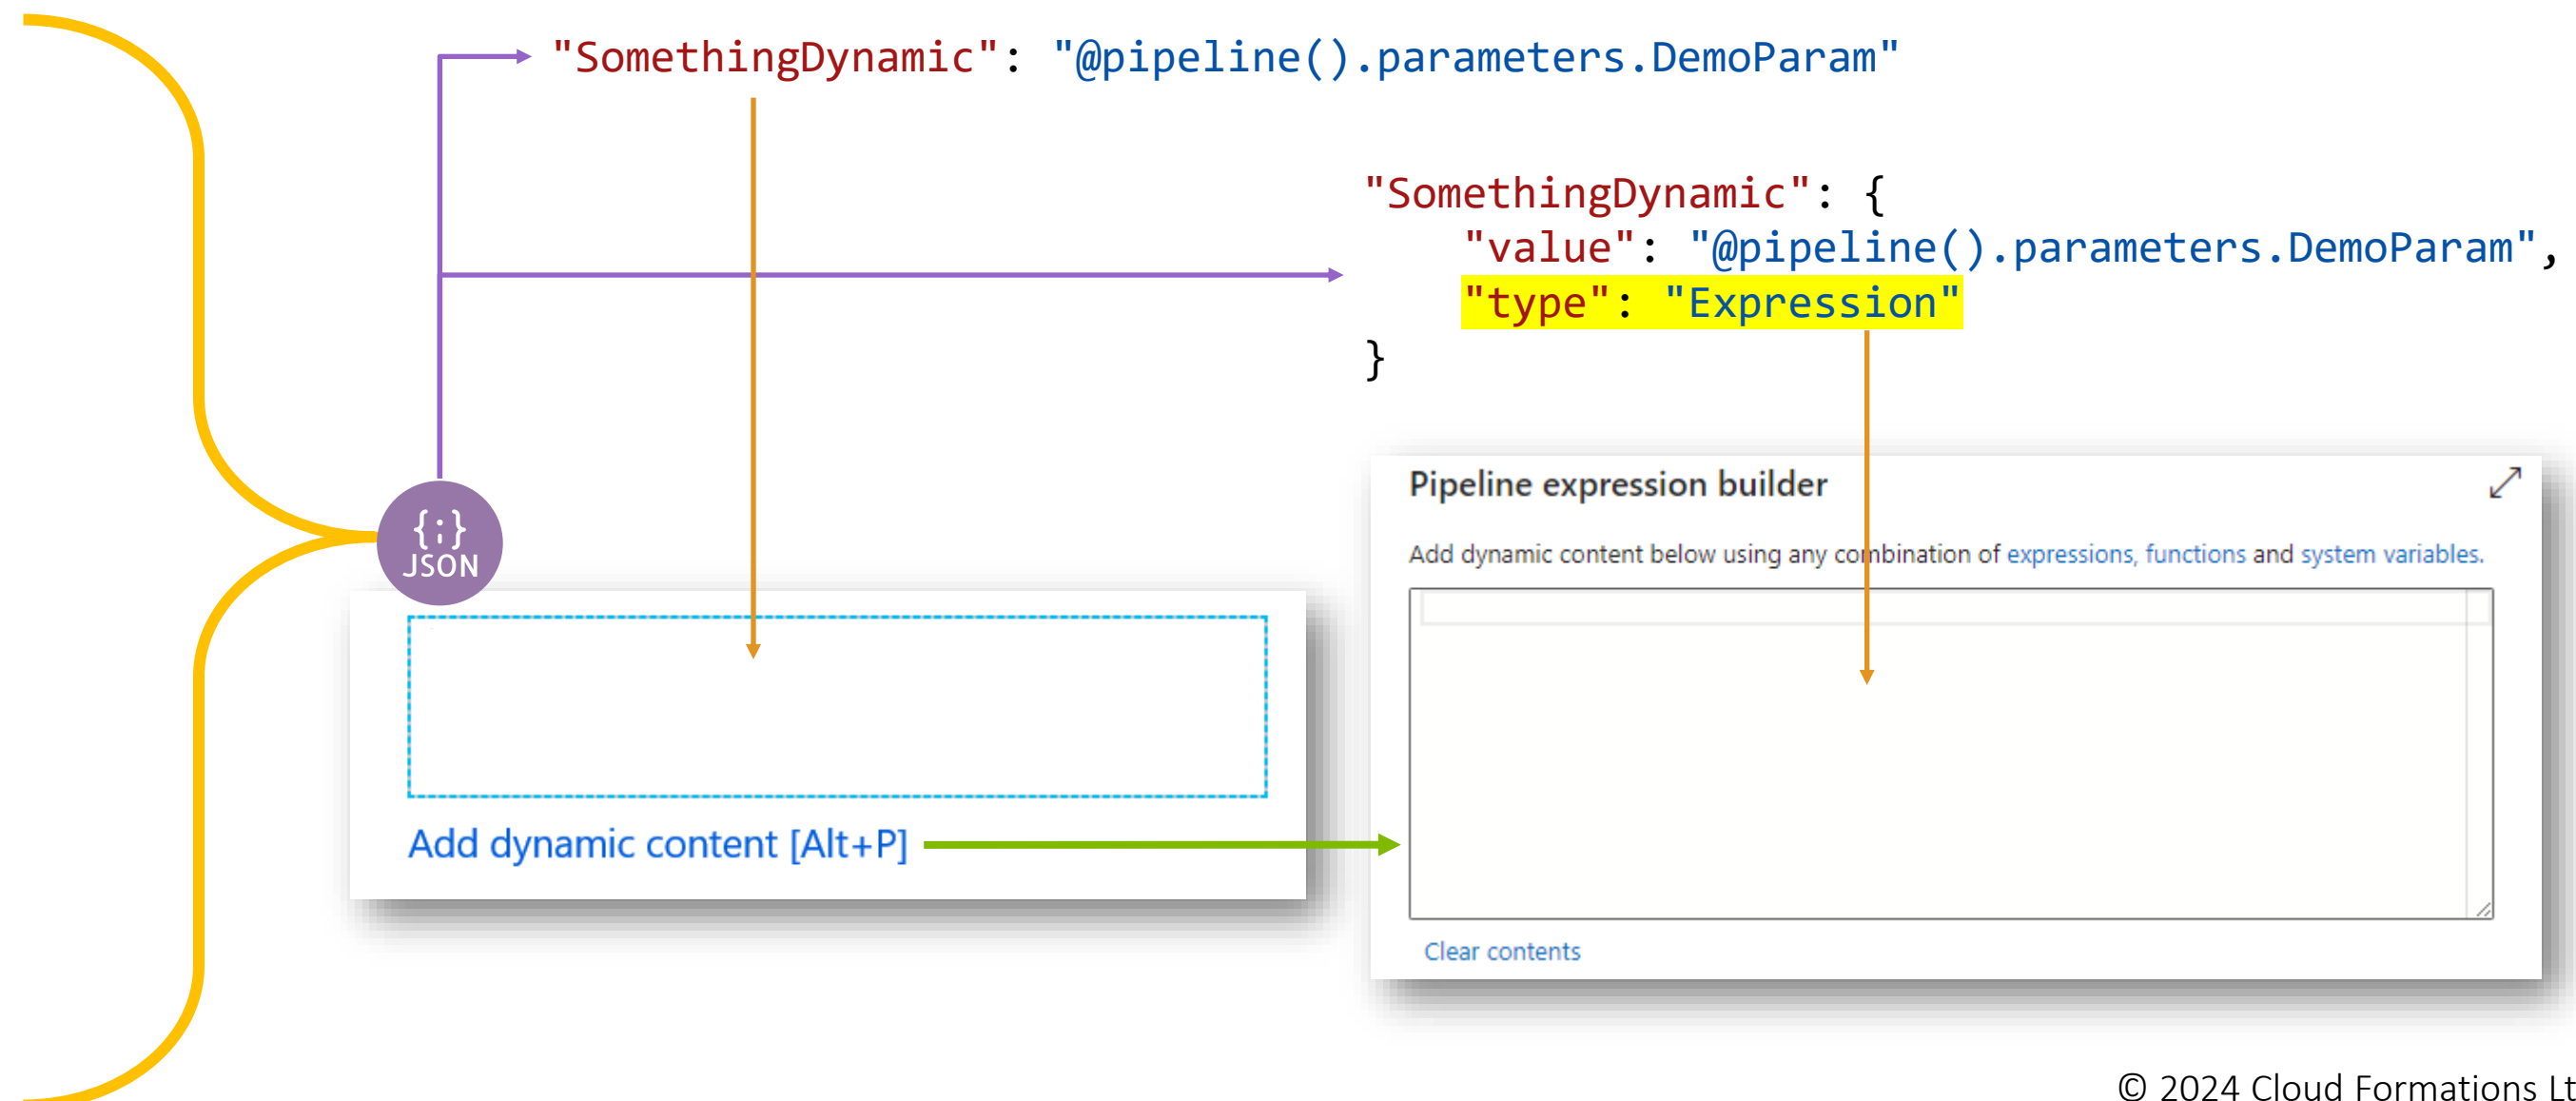 "SomethingDynamic": "@pipeline().parameters.DemoParam"
"SomethingDynamic": {
"value": "@pipeline().parameters.DemoParam",
"type": "Expression"
}
{;}
JSON
Pipeline expression builder
Add dynamic content below using any combination of expressions, functions and system variables.
Add dynamic content [Alt+P]
Clear contents
© 2024 Cloud Formations Lt